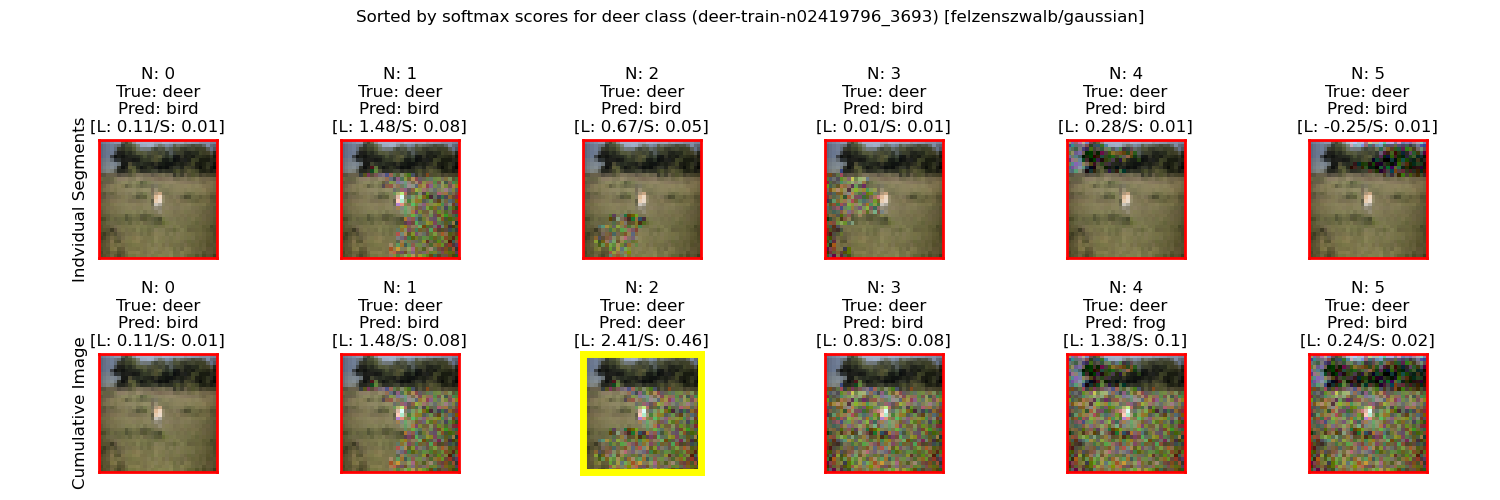 Sorted by softmax scores for deer class (deer-train-n02419796_3693) [felzenszwalb/gaussian]
Indvidual Segments
N: 0
True: deer
Pred: bird
[L: 0.11/S: 0.01]
N: 1
True: deer
Pred: bird
[L: 1.48/S: 0.08]
N: 2
True: deer
Pred: bird
[L: 0.67/S: 0.05]
N: 3
True: deer
Pred: bird
[L: 0.01/S: 0.01]
N: 4
True: deer
Pred: bird
[L: 0.28/S: 0.01]
N: 5
True: deer
Pred: bird
[L: -0.25/S: 0.01]
Cumulative Image
N: 0
True: deer
Pred: bird
[L: 0.11/S: 0.01]
N: 1
True: deer
Pred: bird
[L: 1.48/S: 0.08]
N: 2
True: deer
Pred: deer
[L: 2.41/S: 0.46]
N: 3
True: deer
Pred: bird
[L: 0.83/S: 0.08]
N: 4
True: deer
Pred: frog
[L: 1.38/S: 0.1]
N: 5
True: deer
Pred: bird
[L: 0.24/S: 0.02]